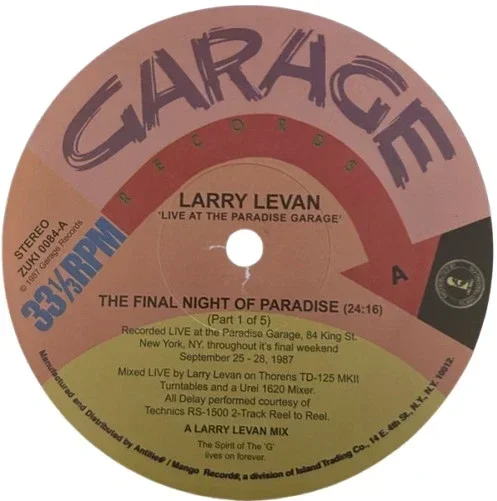 GARAGE
RECORDS
LARRY LEVAN
'LIVE AT THE PARADISE GARAGE'
STEREO
ZUKI 0084-A
© 1987 Garage Records
33 1/3 RPM
A
THE FINAL NIGHT OF PARADISE (24:16)
(Part 1 of 5)
Recorded LIVE at the Paradise Garage, 84 King St.
New York, NY. throughout it's final weekend
September 25 - 28, 1987
Mixed LIVE by Larry Levan on Thorens TD-125 MKII
Turntables and a Urei 1620 Mixer.
All Delay performed courtesy of
Technics RS-1500 2-Track Reel to Reel.
A LARRY LEVAN MIX
The Spirit of The 'G'
lives on forever.
Manufactured and Distributed by Antilles / Mango Records, a division of Island Trading Co., 14 E. 4th St, N.Y, N.Y. 10012.